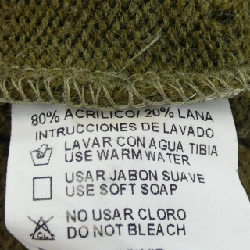 80% ACRILICO/ 20% LANA
INTRUCCIONES DE LAVADO
LAVAR CON AGUA TIBIA
USE WARM WATER
USAR JABON SUAVE
USE SOFT SOAP
NO USAR CLORO
DO NOT BLEACH